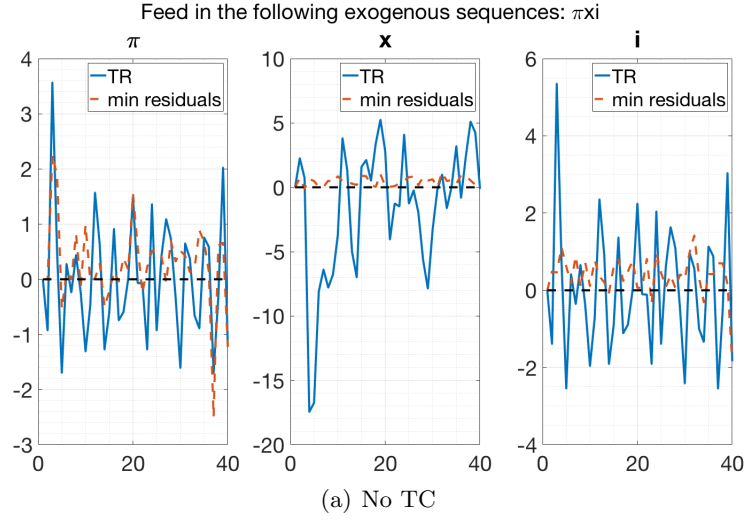 Feed in the following exogenous sequences: πxi
π
x
i
TR
min residuals
TR
min residuals
TR
min residuals
4
3
2
1
0
-1
-2
-3
0
20
40
10
5
0
-5
-10
-15
-20
0
20
40
6
4
2
0
-2
-4
0
20
40
(a) No TC